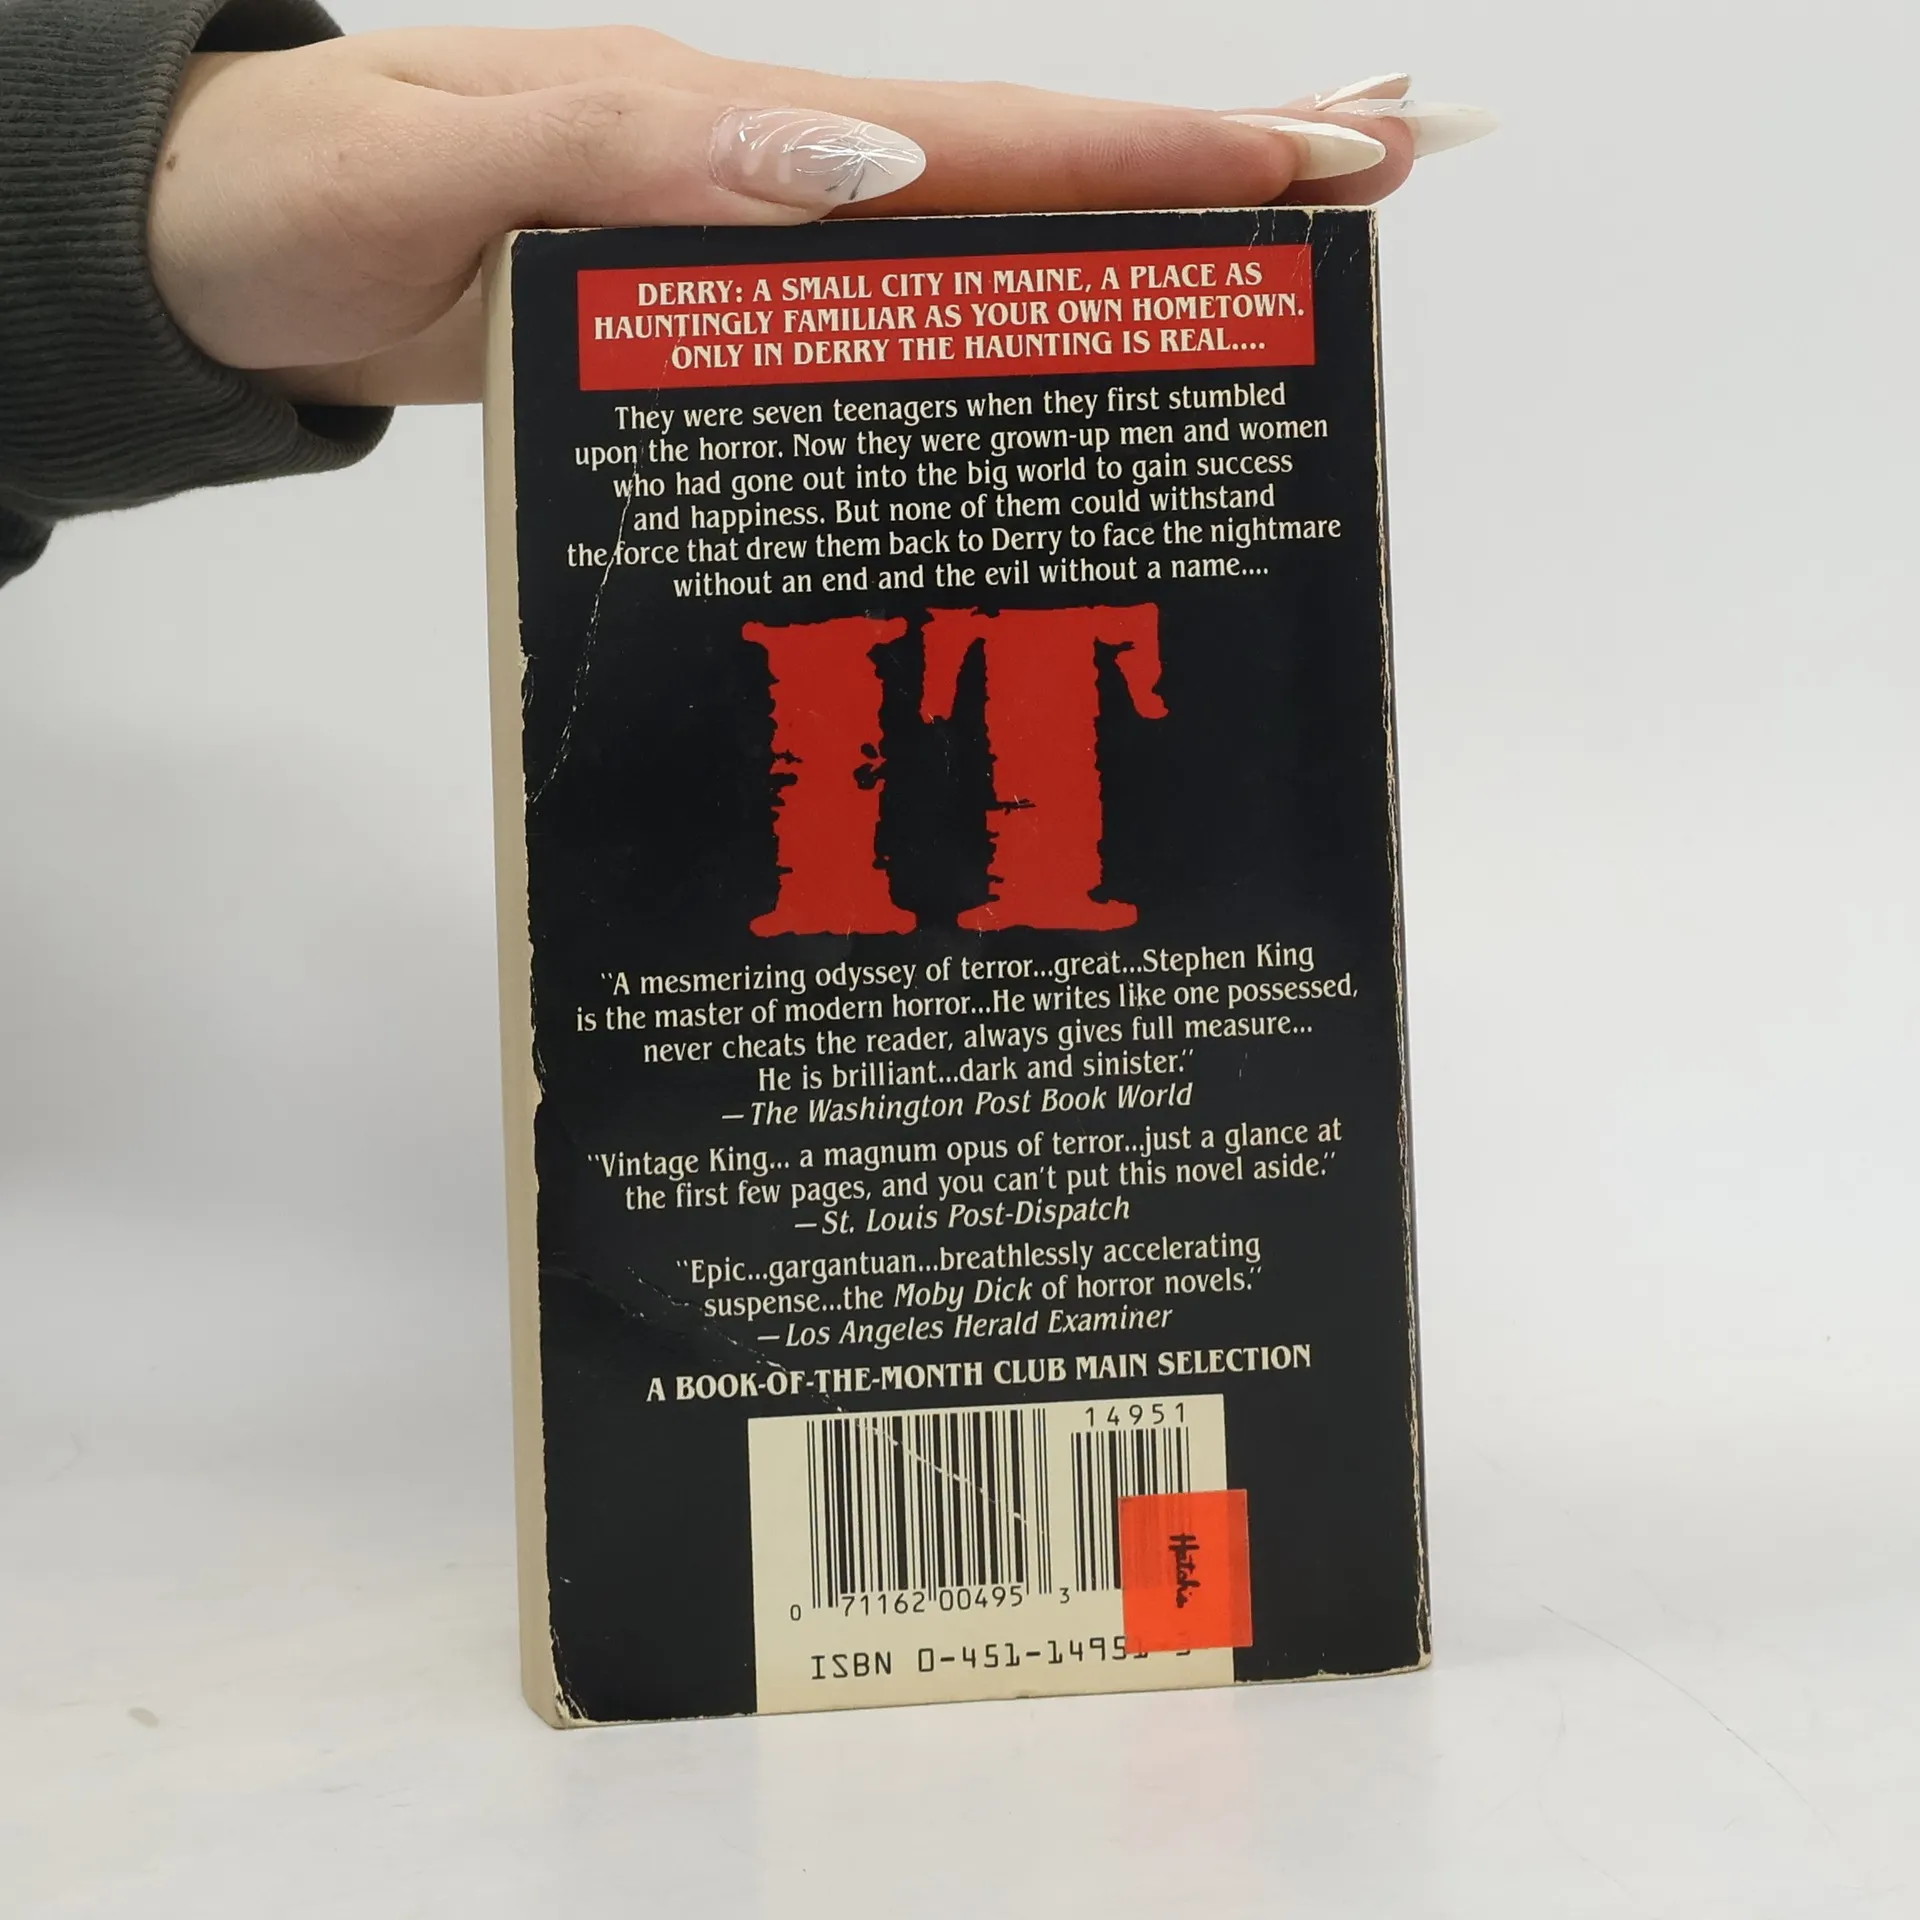 DERRY: A SMALL CITY IN MAINE, A PLACE AS
HAUNTINGLY FAMILIAR AS YOUR OWN HOMETOWN.
ONLY IN DERRY THE HAUNTING IS REAL....
They were seven teenagers when they first stumbled
upon the horror. Now they were grown-up men and women
who had gone out into the big world to gain success
and happiness. But none of them could withstand
the force that drew them back to Derry to face the nightmare
without an end and the evil without a name....
IT
"A mesmerizing odyssey of terror...great...Stephen King
is the master of modern horror...He writes like one possessed,
never cheats the reader, always gives full measure...
He is brilliant...dark and sinister."
—The Washington Post Book World
"Vintage King... a magnum opus of terror...just a glance at
the first few pages, and you can't put this novel aside."
—St. Louis Post-Dispatch
"Epic...gargantuan...breathlessly accelerating
suspense...the Moby Dick of horror novels."
—Los Angeles Herald Examiner
A BOOK-OF-THE-MONTH CLUB MAIN SELECTION
14951
0 71162 00495 3
ISBN 0-451-14951-3